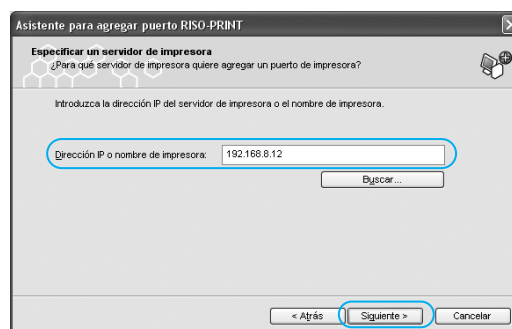 Asistente para agregar puerto RISO-PRINT
Especificar un servidor de impresora
¿Para qué servidor de impresora quiere agregar un puerto de impresora?
Introduzca la dirección IP del servidor de impresora o el nombre de impresora.
Dirección IP o nombre de impresora: 192.168.8.12
Buscar...
< Atrás Siguiente > Cancelar